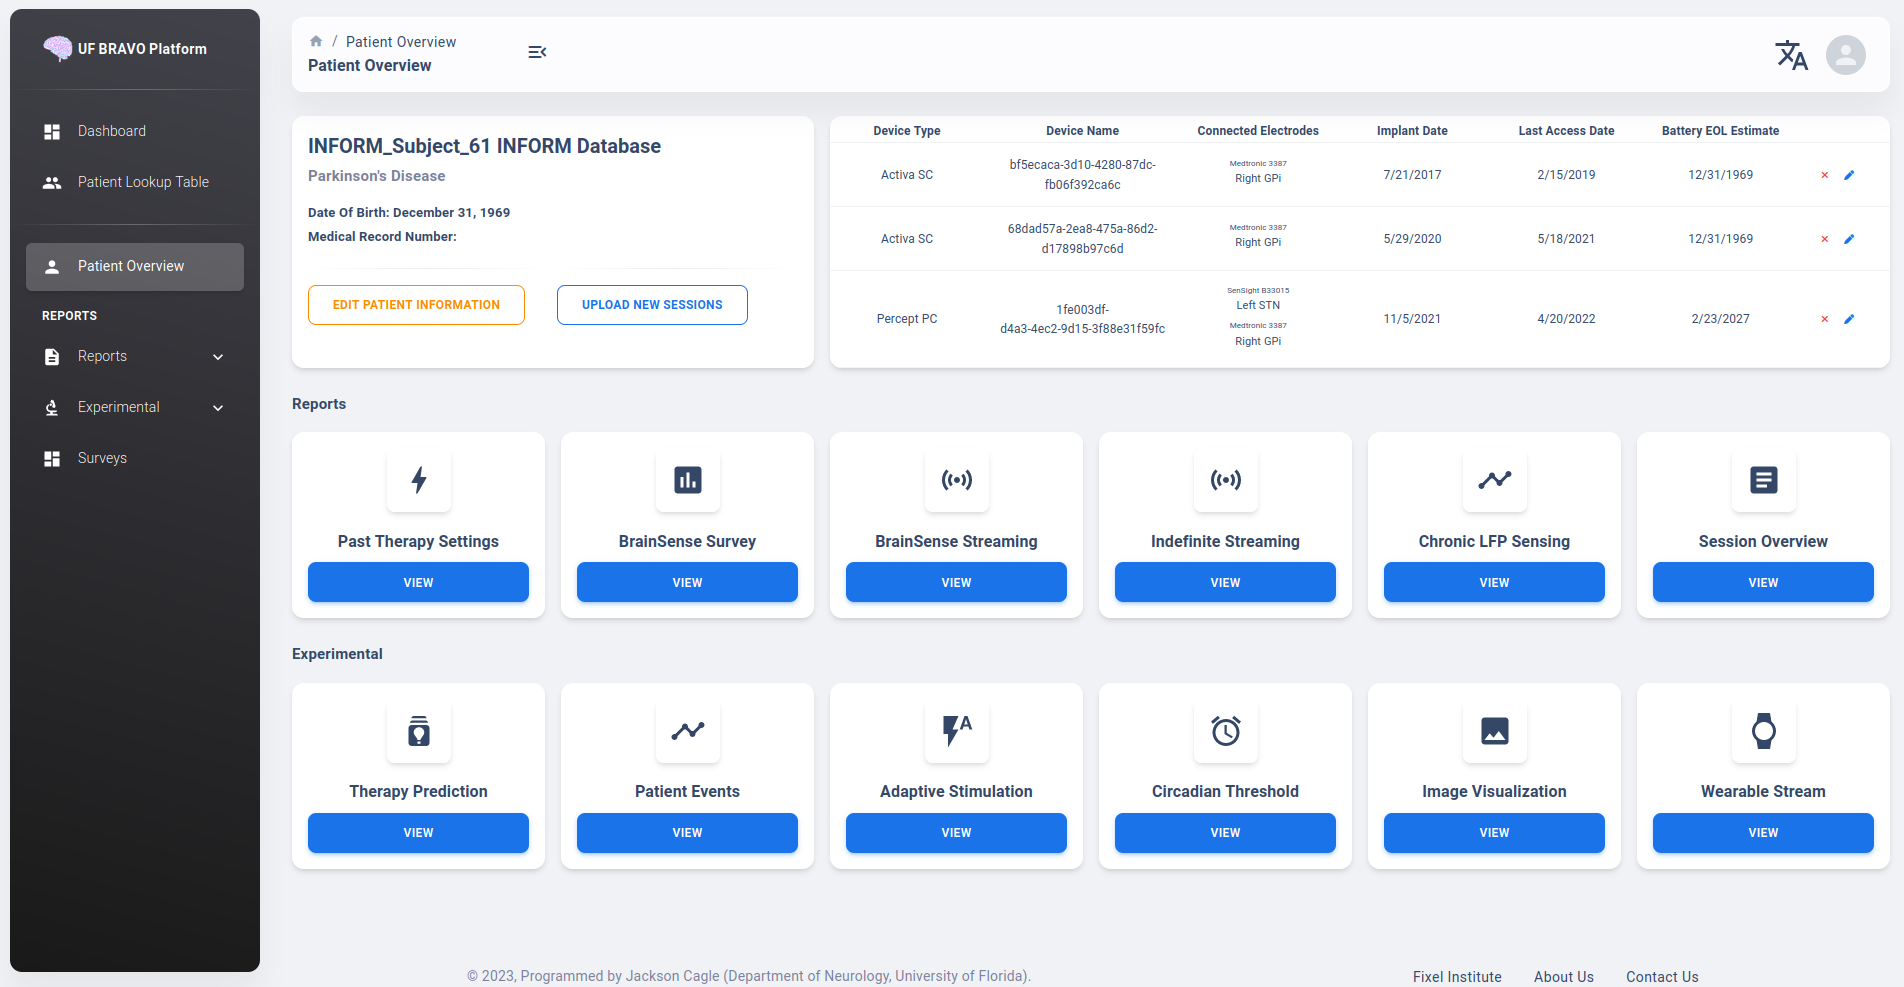 UF BRAVO Platform
Dashboard
Patient Lookup Table
Patient Overview
REPORTS
Reports
Experimental
Surveys
/ Patient Overview
Patient Overview
INFORM_Subject_61 INFORM Database
Parkinson's Disease
Date Of Birth: December 31, 1969
Medical Record Number:
EDIT PATIENT INFORMATION UPLOAD NEW SESSIONS
Device Type Device Name Connected Electrodes Implant Date Last Access Date Battery EOL Estimate
Activa SC bf5ecaca-3d10-4280-87dc-
fb06f392ca6c Medtronic 3387
Right GPi 7/21/2017 2/15/2019 12/31/1969
Activa SC 68dad57a-2ea8-475a-86d2-
d17898b97c6d Medtronic 3387
Right GPi 5/29/2020 5/18/2021 12/31/1969
Percept PC 1fe003df-
d4a3-4ec2-9d15-3f88e31f59fc SenSight B33015
Left STN
Medtronic 3387
Right GPi 11/5/2021 4/20/2022 2/23/2027
Reports
Past Therapy Settings BrainSense Survey BrainSense Streaming Indefinite Streaming Chronic LFP Sensing Session Overview
VIEW VIEW VIEW VIEW VIEW VIEW
Experimental
Therapy Prediction Patient Events Adaptive Stimulation Circadian Threshold Image Visualization Wearable Stream
VIEW VIEW VIEW VIEW VIEW VIEW
© 2023, Programmed by Jackson Cagle (Department of Neurology, University of Florida).
Fixel Institute About Us Contact Us